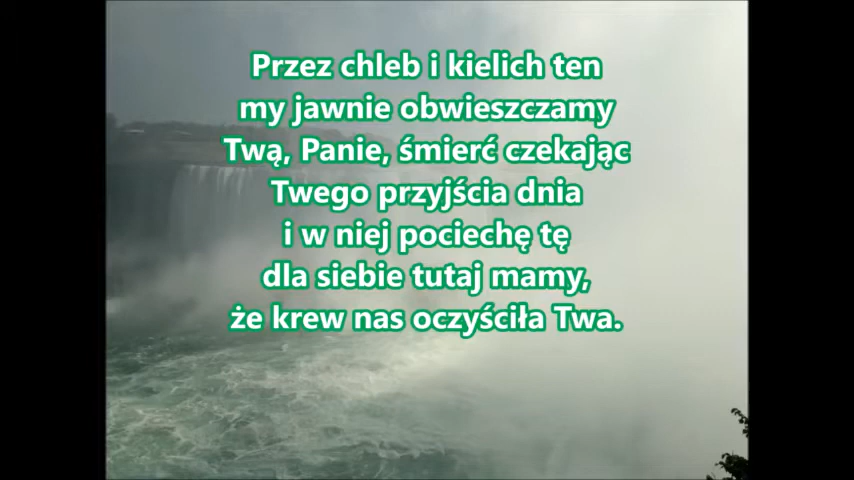 Przez chleb i kielich ten
my jawnie obwieszczamy
Twą, Panie, śmierć czekając
Twego przyjścia dnia
i w niej pociechę tę
dla siebie tutaj mamy,
że krew nas oczyściła Twa.